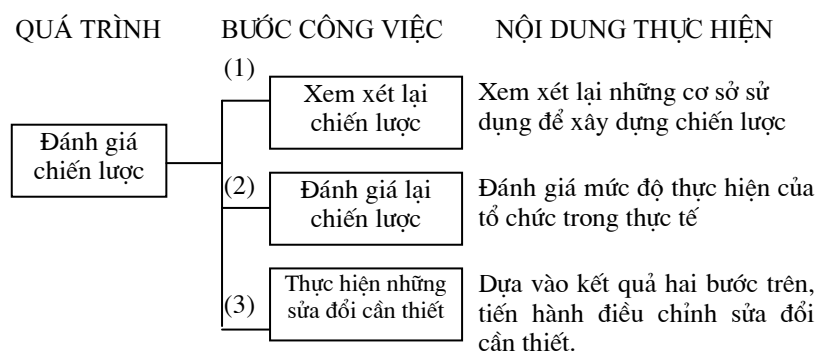 QUÁ TRÌNH BƯỚC CÔNG VIỆC NỘI DUNG THỰC HIỆN
Đánh giá
chiến lược
(1)
Xem xét lại
chiến lược
Xem xét lại những cơ sở sử
dụng để xây dựng chiến lược
(2)
Đánh giá lại
chiến lược
Đánh giá mức độ thực hiện của
tổ chức trong thực tế
(3)
Thực hiện những
sửa đổi cần thiết
Dựa vào kết quả hai bước trên,
tiến hành điều chỉnh sửa đổi
cần thiết.